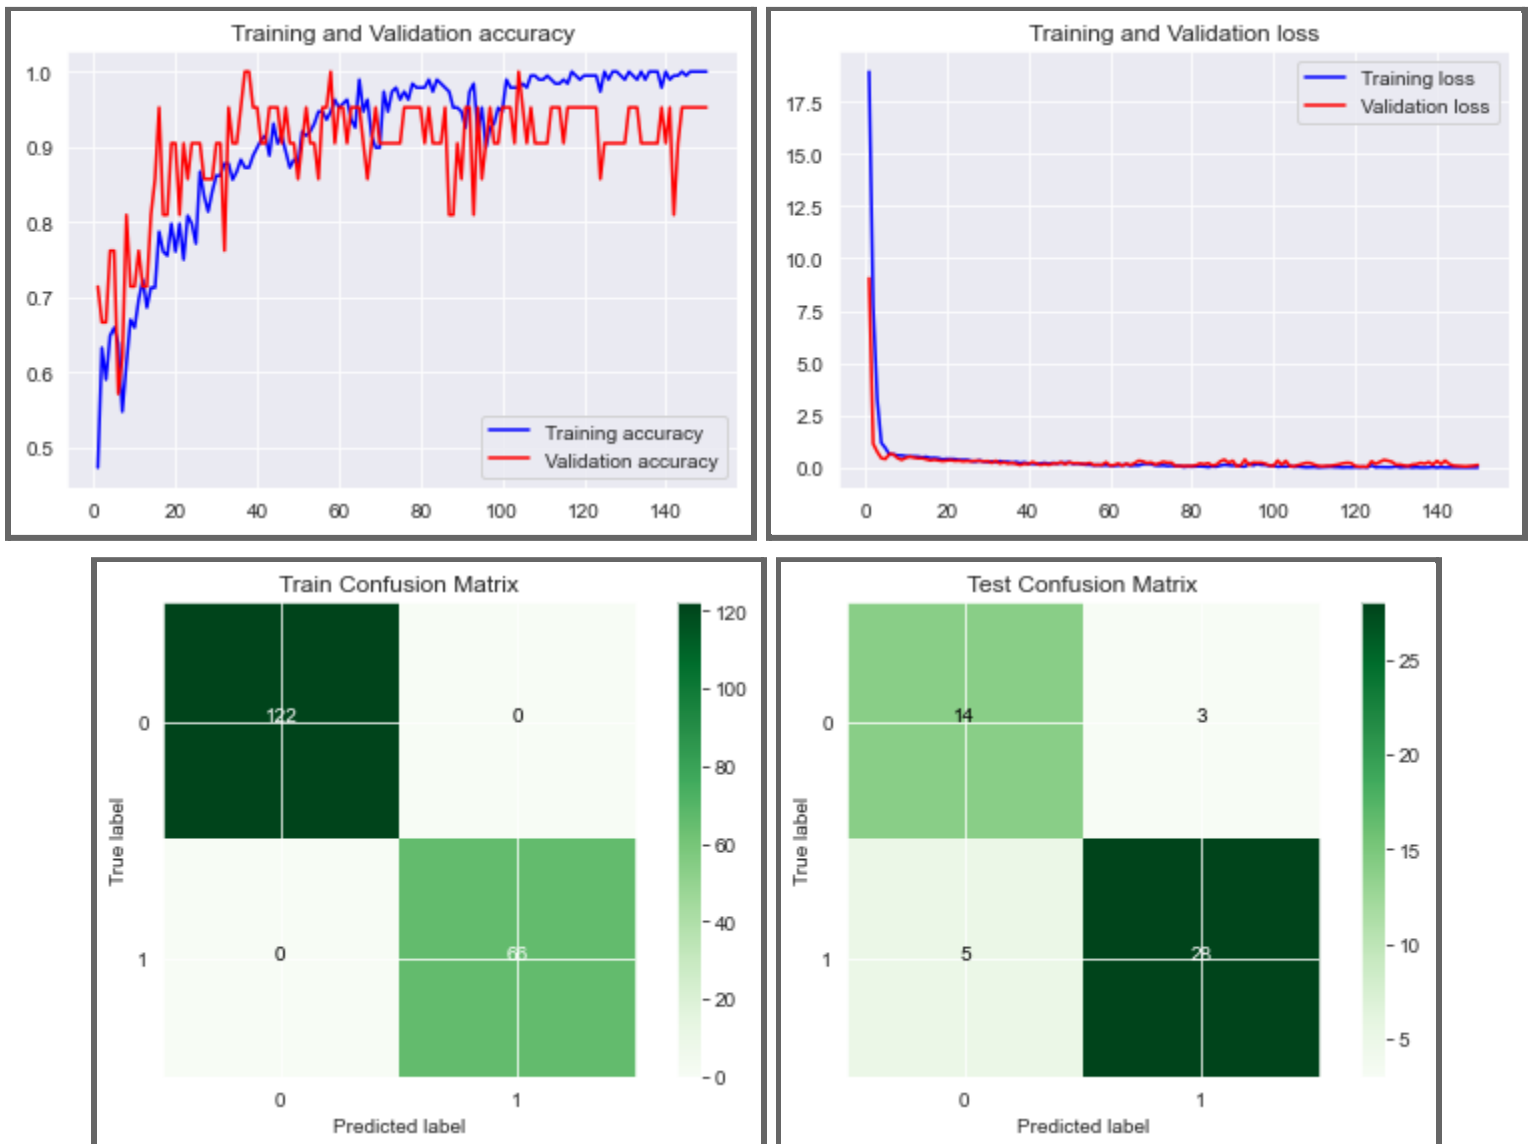 Training and Validation accuracy
1.0
0.9
0.8
0.7
0.6
0.5
Training accuracy
Validation accuracy
0 20 40 60 80 100 120 140
Training and Validation loss
Training loss
Validation loss
17.5
15.0
12.5
10.0
7.5
5.0
2.5
0.0
0 20 40 60 80 100 120 140
Train Confusion Matrix
True label
0
122 0
1
0
0 1
Predicted label
120
100
80
60
40
20
0
Test Confusion Matrix
True label
0
14 3
1
5 28
0 1
Predicted label
25
20
15
10
5